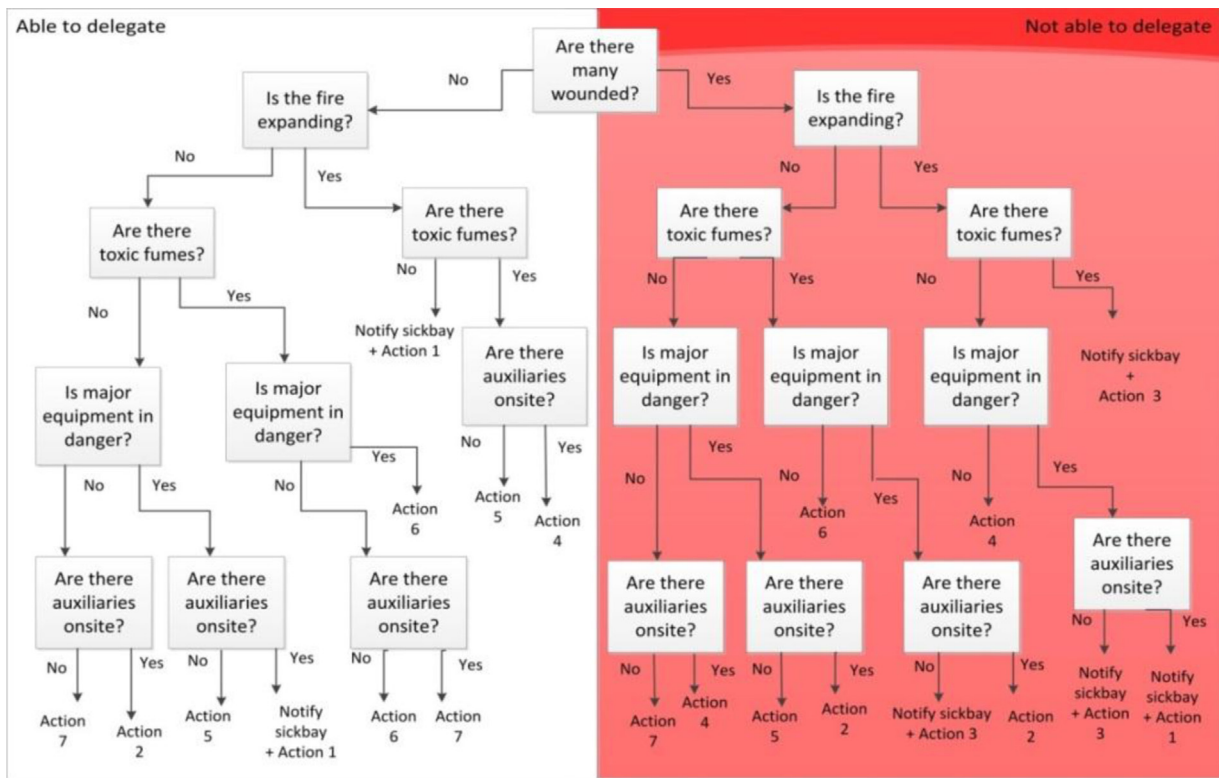 Able to delegate
Not able to delegate
Are there
many
wounded?
No
Yes
Is the fire
expanding?
Is the fire
expanding?
No
Yes
No
Yes
Are there
toxic fumes?
Are there
toxic fumes?
Are there
toxic fumes?
Are there
toxic fumes?
No
Yes
No
Yes
No
Yes
No
Yes
Notify sickbay
+ Action 1
Are there
auxiliaries
onsite?
Is major
equipment in
danger?
Is major
equipment in
danger?
Is major
equipment in
danger?
Notify sickbay
+
Action 3
Is major
equipment in
danger?
Is major
equipment in
danger?
No
Yes
No
Yes
No
Yes
No
Yes
No
Yes
No
Yes
Action
6
Action
5
Action
4
Action
6
Action
4
Are there
auxiliaries
onsite?
Are there
auxiliaries
onsite?
Are there
auxiliaries
onsite?
Are there
auxiliaries
onsite?
Are there
auxiliaries
onsite?
Are there
auxiliaries
onsite?
Are there
auxiliaries
onsite?
No
Yes
No
Yes
No
Yes
No
Yes
No
Yes
No
Yes
No
Yes
Action
7
Action
2
Action
5
Notify
sickbay
+ Action 1
Action
6
Action
7
Action
7
Action
4
Action
5
Action
2
Notify sickbay
+ Action 3
Action
2
Notify
sickbay
+ Action
3
Notify
sickbay
+ Action
1